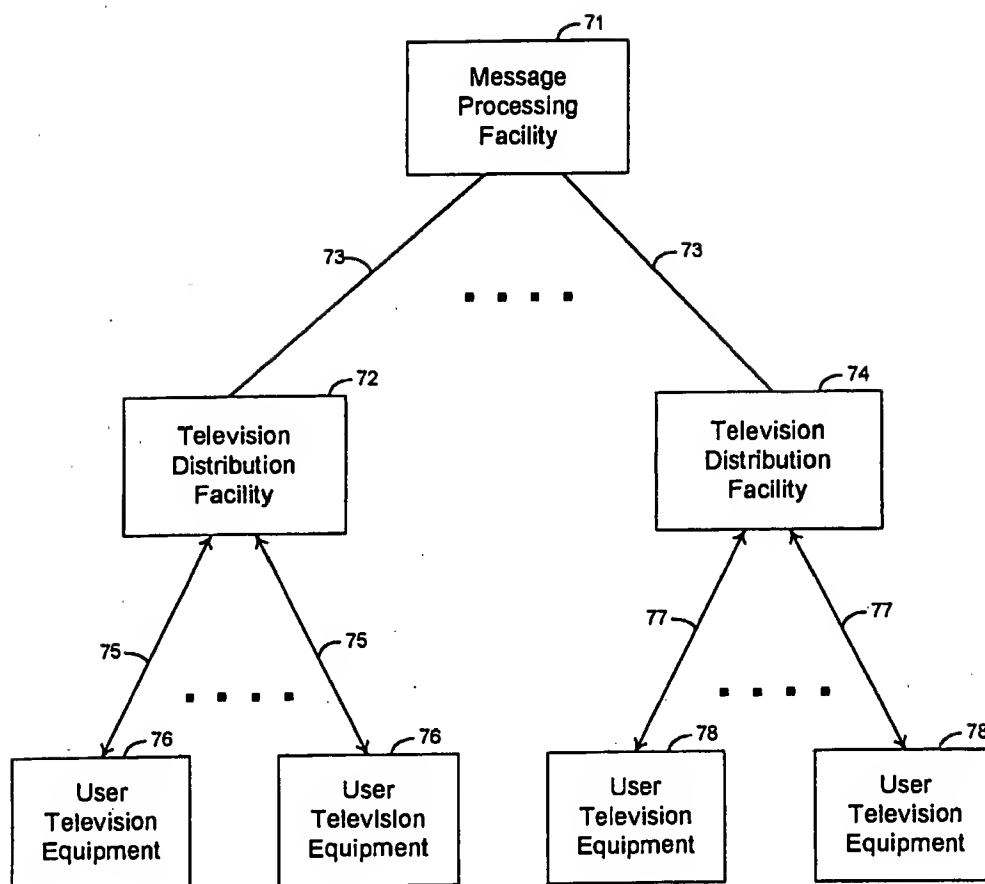 71
Message
Processing
Facility
73
73
72
74
Television
Distribution
Facility
Television
Distribution
Facility
75
75
77
77
76
76
78
78
User
Television
Equipment
User
Television
Equipment
User
Television
Equipment
User
Television
Equipment